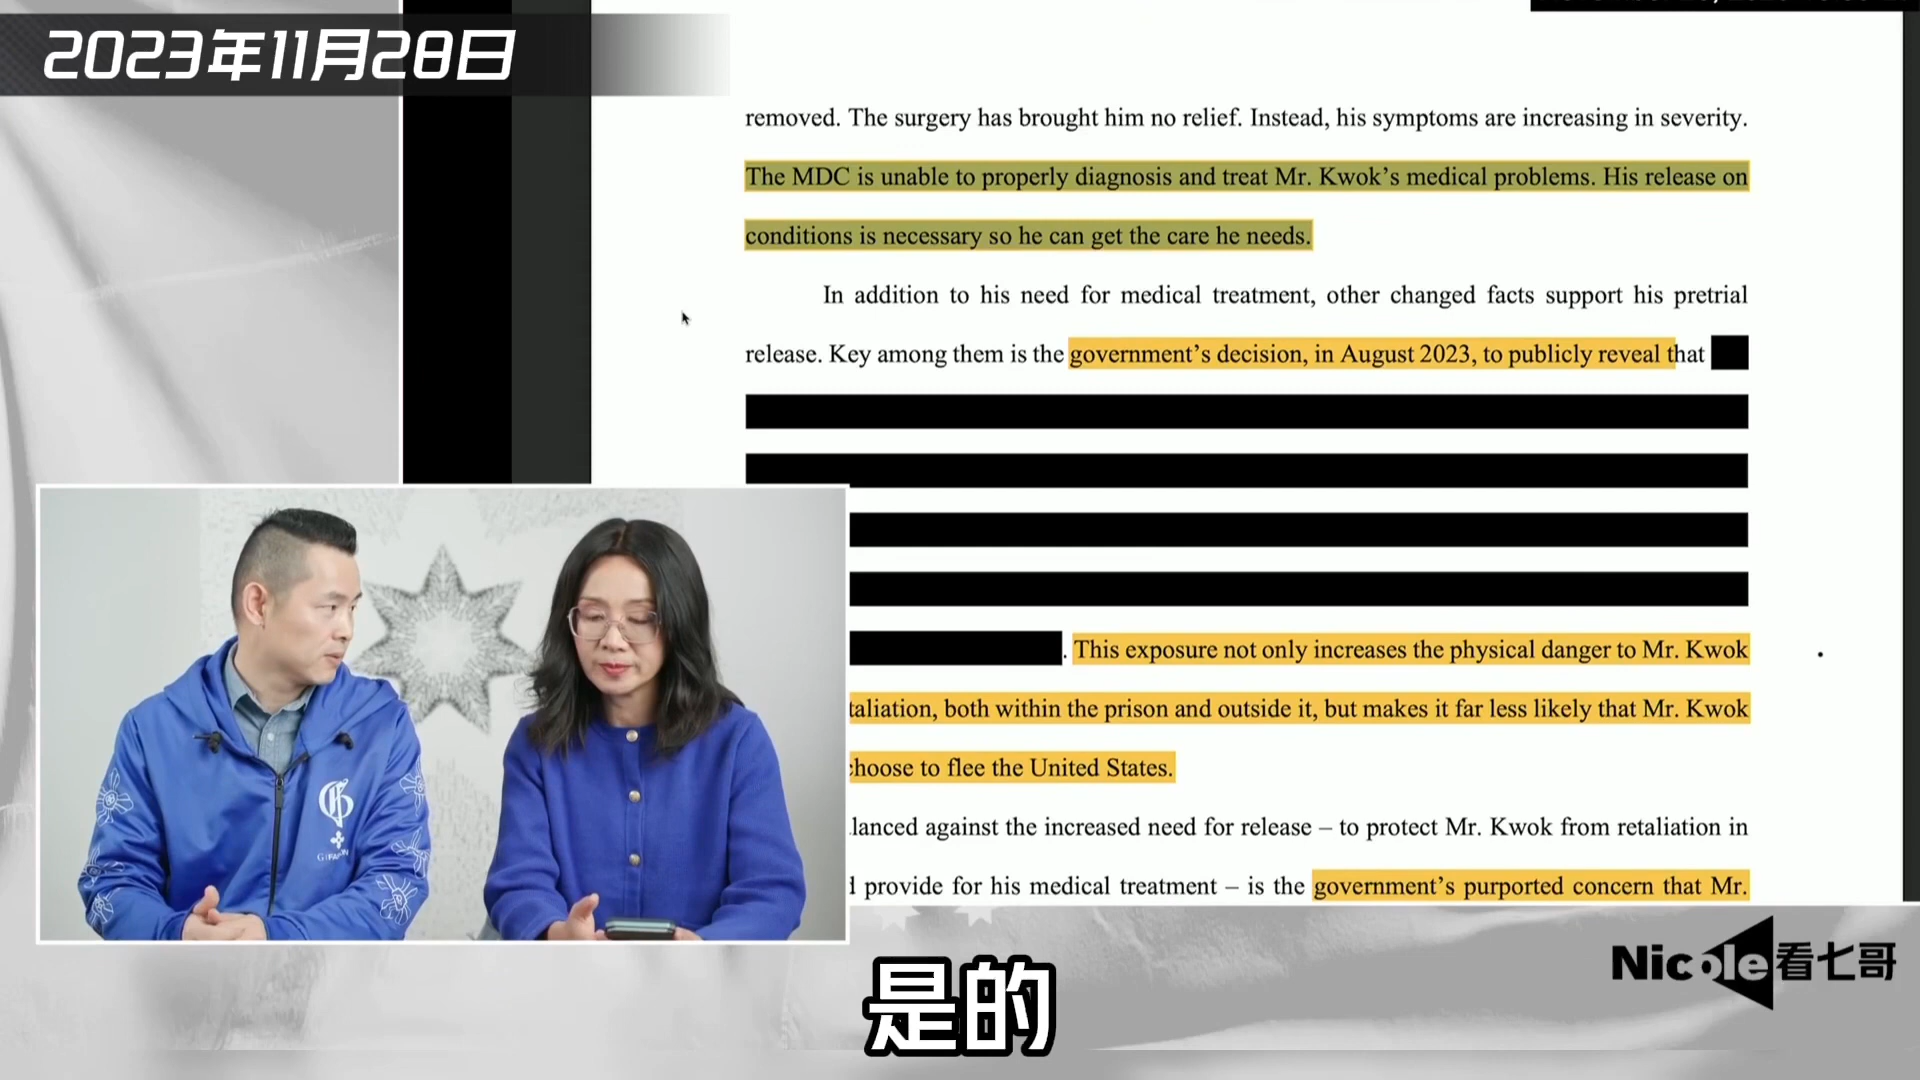 2023年11月28日
removed. The surgery has brought him no relief. Instead, his symptoms are increasing in severity.
The MDC is unable to properly diagnosis and treat Mr. Kwok’s medical problems. His release on
conditions is necessary so he can get the care he needs.
In addition to his need for medical treatment, other changed facts support his pretrial
release. Key among them is the government’s decision, in August 2023, to publicly reveal that
. This exposure not only increases the physical danger to Mr. Kwok
taliation, both within the prison and outside it, but makes it far less likely that Mr. Kwok
choose to flee the United States.
lanced against the increased need for release – to protect Mr. Kwok from retaliation in
d provide for his medical treatment – is the government’s purported concern that Mr.
Nicole看七哥
是的